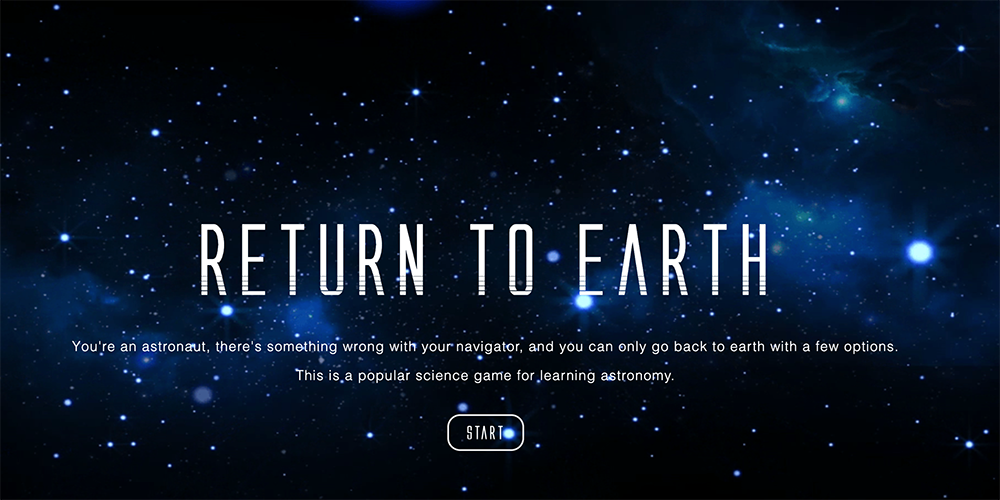 RETURN TO EARTH
You're an astronaut, there's something wrong with your navigator, and you can only go back to earth with a few options.
This is a popular science game for learning astronomy.
START